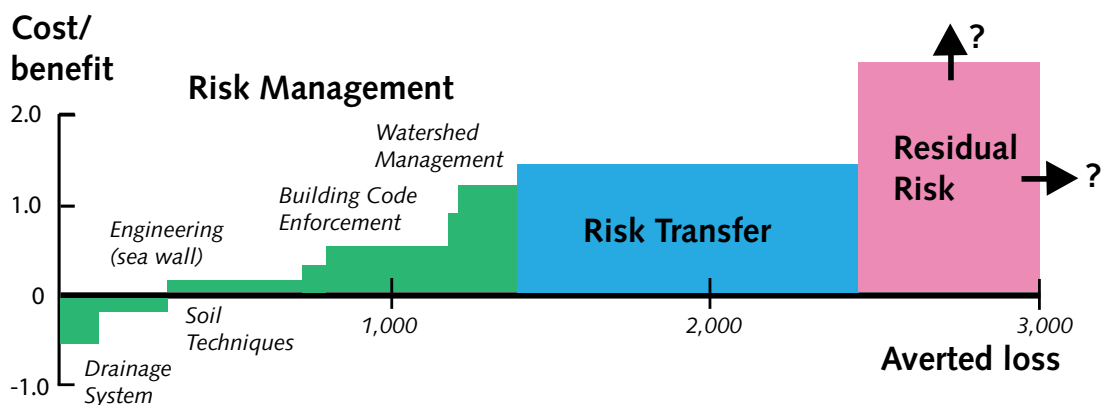 Cost/
benefit
Risk Management
2.0
1.0
0
-1.0
Watershed
Management
Building Code
Enforcement
Engineering
(sea wall)
Soil
Techniques
Drainage
System
Risk Transfer
Residual
Risk
?
?
1,000
2,000
3,000
Averted loss